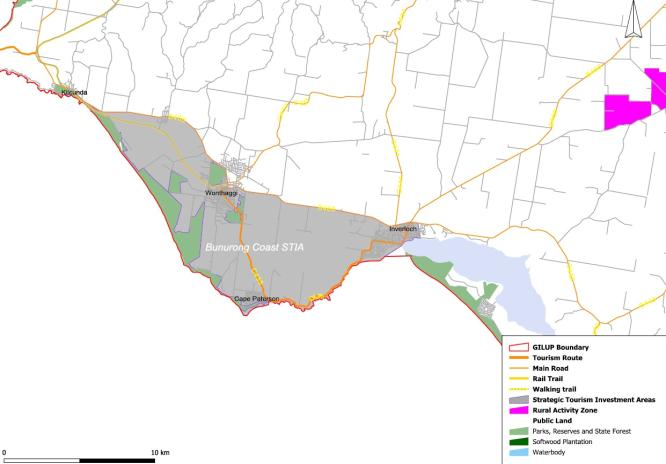 Kilcunda
Wonthaggi
Inverloch
Bunurong Coast STIA
Cape Paterson
GILUP Boundary
Tourism Route
Main Road
Rail Trail
Walking trail
Strategic Tourism Investment Areas
Rural Activity Zone
Public Land
Parks, Reserves and State Forest
Softwood Plantation
Waterbody
0 10 km